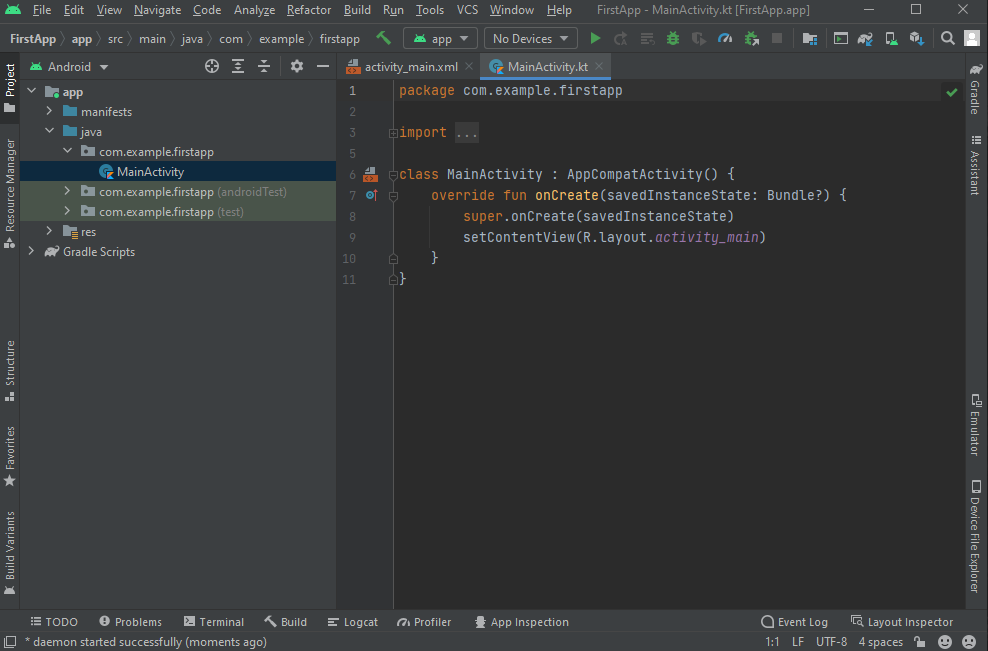 File Edit View Navigate Code Analyze Refactor Build Run Tools VCS Window Help FirstApp - MainActivity.kt [FirstApp.app]
FirstApp app src main java com example firstapp app No Devices
Project
Android
activity_main.xml MainActivity.kt
app
manifests
java
com.example.firstapp
MainActivity
com.example.firstapp (androidTest)
com.example.firstapp (test)
res
Gradle Scripts
Resource Manager
Structure
Favorites
Build Variants
1 package com.example.firstapp
2
3 import ...
5
6 class MainActivity : AppCompatActivity() {
7 override fun onCreate(savedInstanceState: Bundle?) {
8 super.onCreate(savedInstanceState)
9 setContentView(R.layout.activity_main)
10 }
11 }
Gradle
Assistant
Emulator
Device File Explorer
TODO Problems Terminal Build Logcat Profiler App Inspection Event Log Layout Inspector
* daemon started successfully (moments ago) 1:1 LF UTF-8 4 spaces